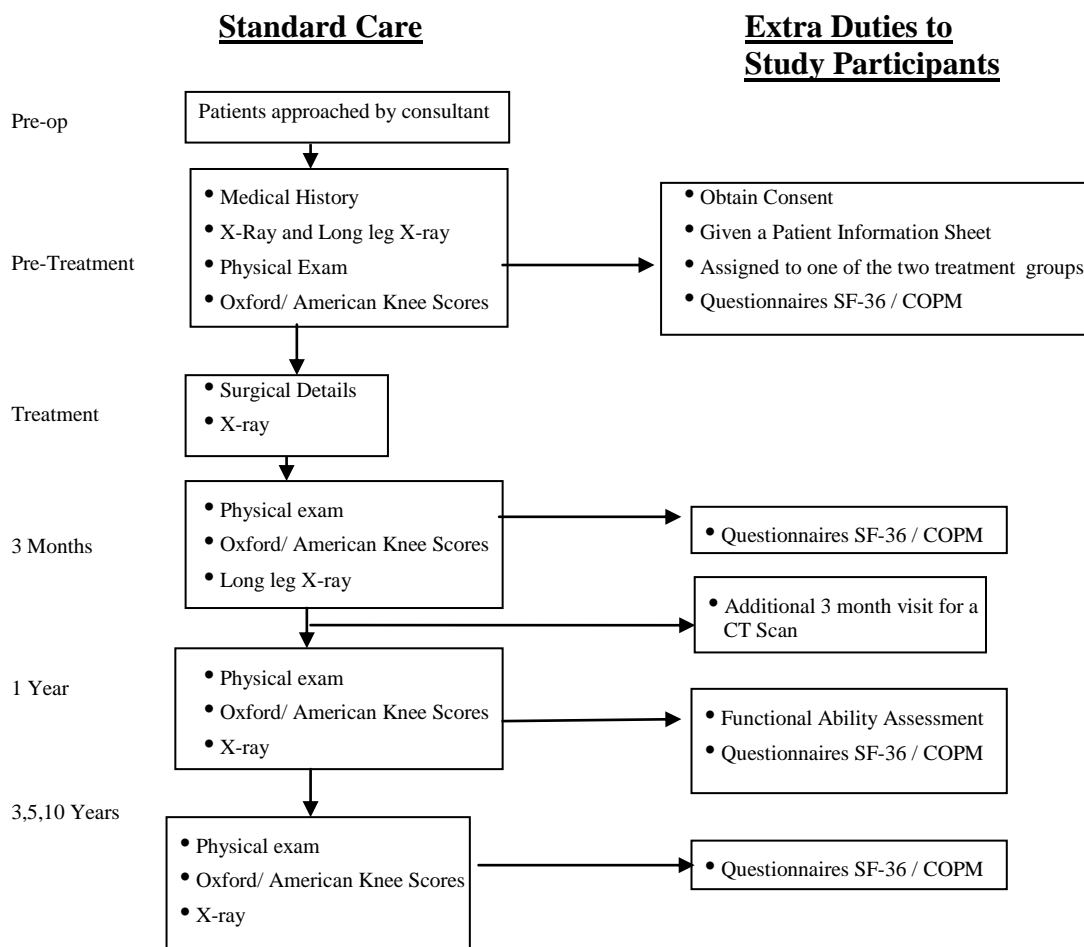 Standard Care
Extra Duties to
Study Participants
Pre-op
Patients approached by consultant
Pre-Treatment
• Medical History
• X-Ray and Long leg X-ray
• Physical Exam
• Oxford/ American Knee Scores
• Obtain Consent
• Given a Patient Information Sheet
• Assigned to one of the two treatment groups
• Questionnaires SF-36 / COPM
Treatment
• Surgical Details
• X-ray
3 Months
• Physical exam
• Oxford/ American Knee Scores
• Long leg X-ray
• Questionnaires SF-36 / COPM
• Additional 3 month visit for a
CT Scan
1 Year
• Physical exam
• Oxford/ American Knee Scores
• X-ray
• Functional Ability Assessment
• Questionnaires SF-36 / COPM
3,5,10 Years
• Physical exam
• Oxford/ American Knee Scores
• X-ray
• Questionnaires SF-36 / COPM